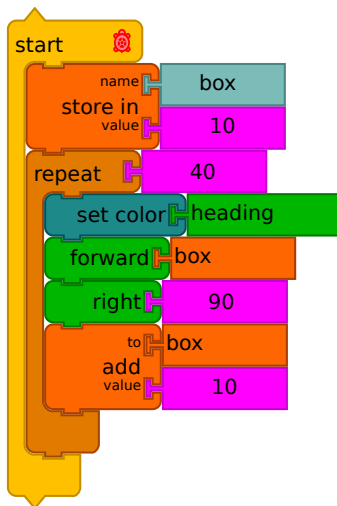 start
name box
store in
value 10
repeat 40
set color heading
forward box
right 90
to box
add
value 10